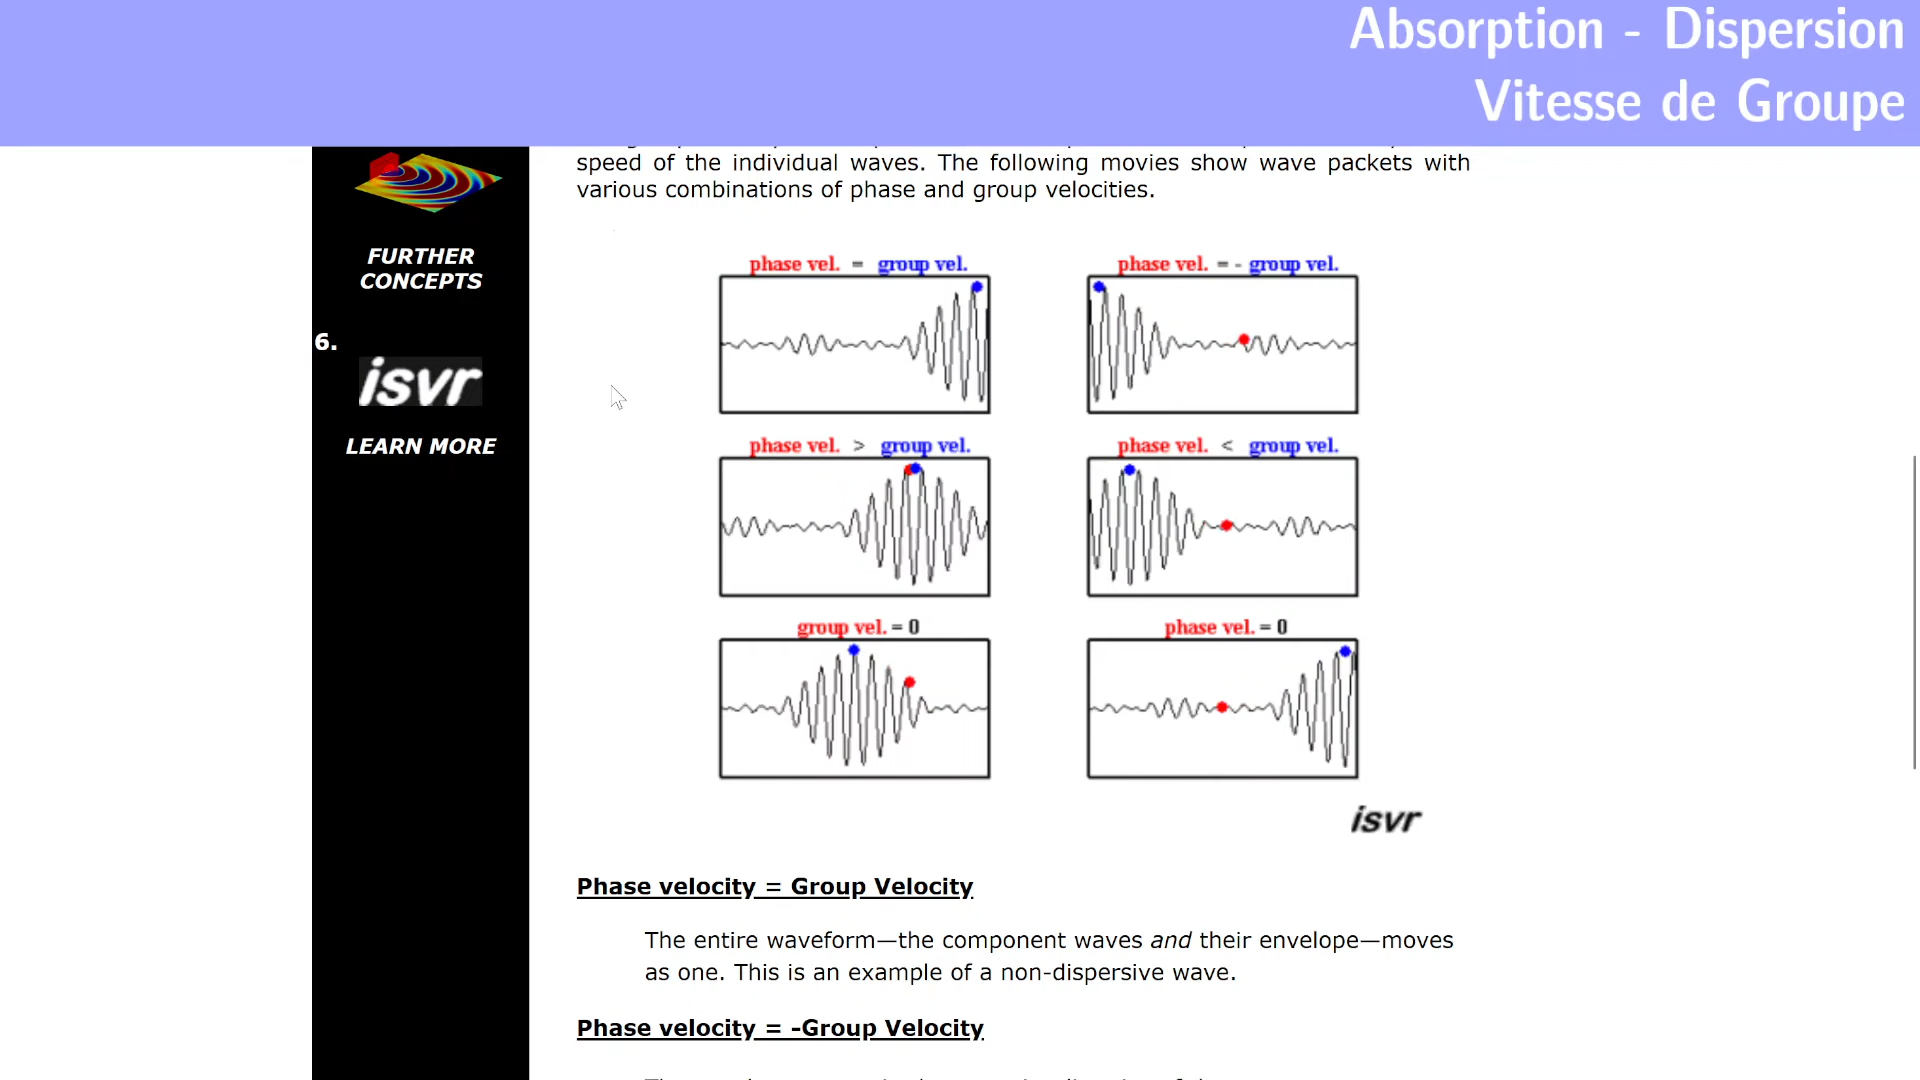 Absorption - Dispersion
Vitesse de Groupe
speed of the individual waves. The following movies show wave packets with
various combinations of phase and group velocities.
FURTHER
CONCEPTS
6.
isvr
LEARN MORE
phase vel. = group vel.
phase vel. = - group vel.
phase vel. > group vel.
phase vel. < group vel.
group vel. = 0
phase vel. = 0
isvr
Phase velocity = Group Velocity
The entire waveform—the component waves and their envelope—moves
as one. This is an example of a non-dispersive wave.
Phase velocity = -Group Velocity